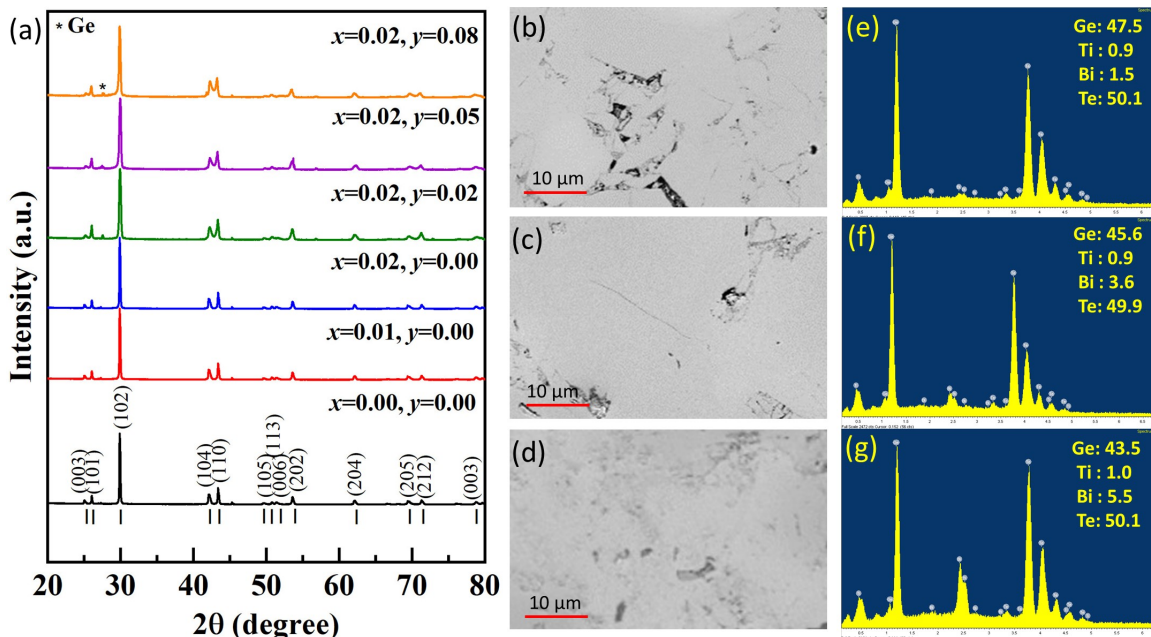 (a)
* Ge
*
x=0.02, y=0.08
x=0.02, y=0.05
x=0.02, y=0.02
x=0.02, y=0.00
x=0.01, y=0.00
x=0.00, y=0.00
Intensity (a.u.)
(003)
(101)
(102)
(104)
(110)
(105)
(006)
(113)
(202)
(204)
(205)
(212)
(003)
20 30 40 50 60 70 80
2θ (degree)
(b)
10 μm
(c)
10 μm
(d)
10 μm
(e)
Ge: 47.5
Ti : 0.9
Bi : 1.5
Te: 50.1
(f)
Ge: 45.6
Ti : 0.9
Bi : 3.6
Te: 49.9
(g)
Ge: 43.5
Ti : 1.0
Bi : 5.5
Te: 50.1